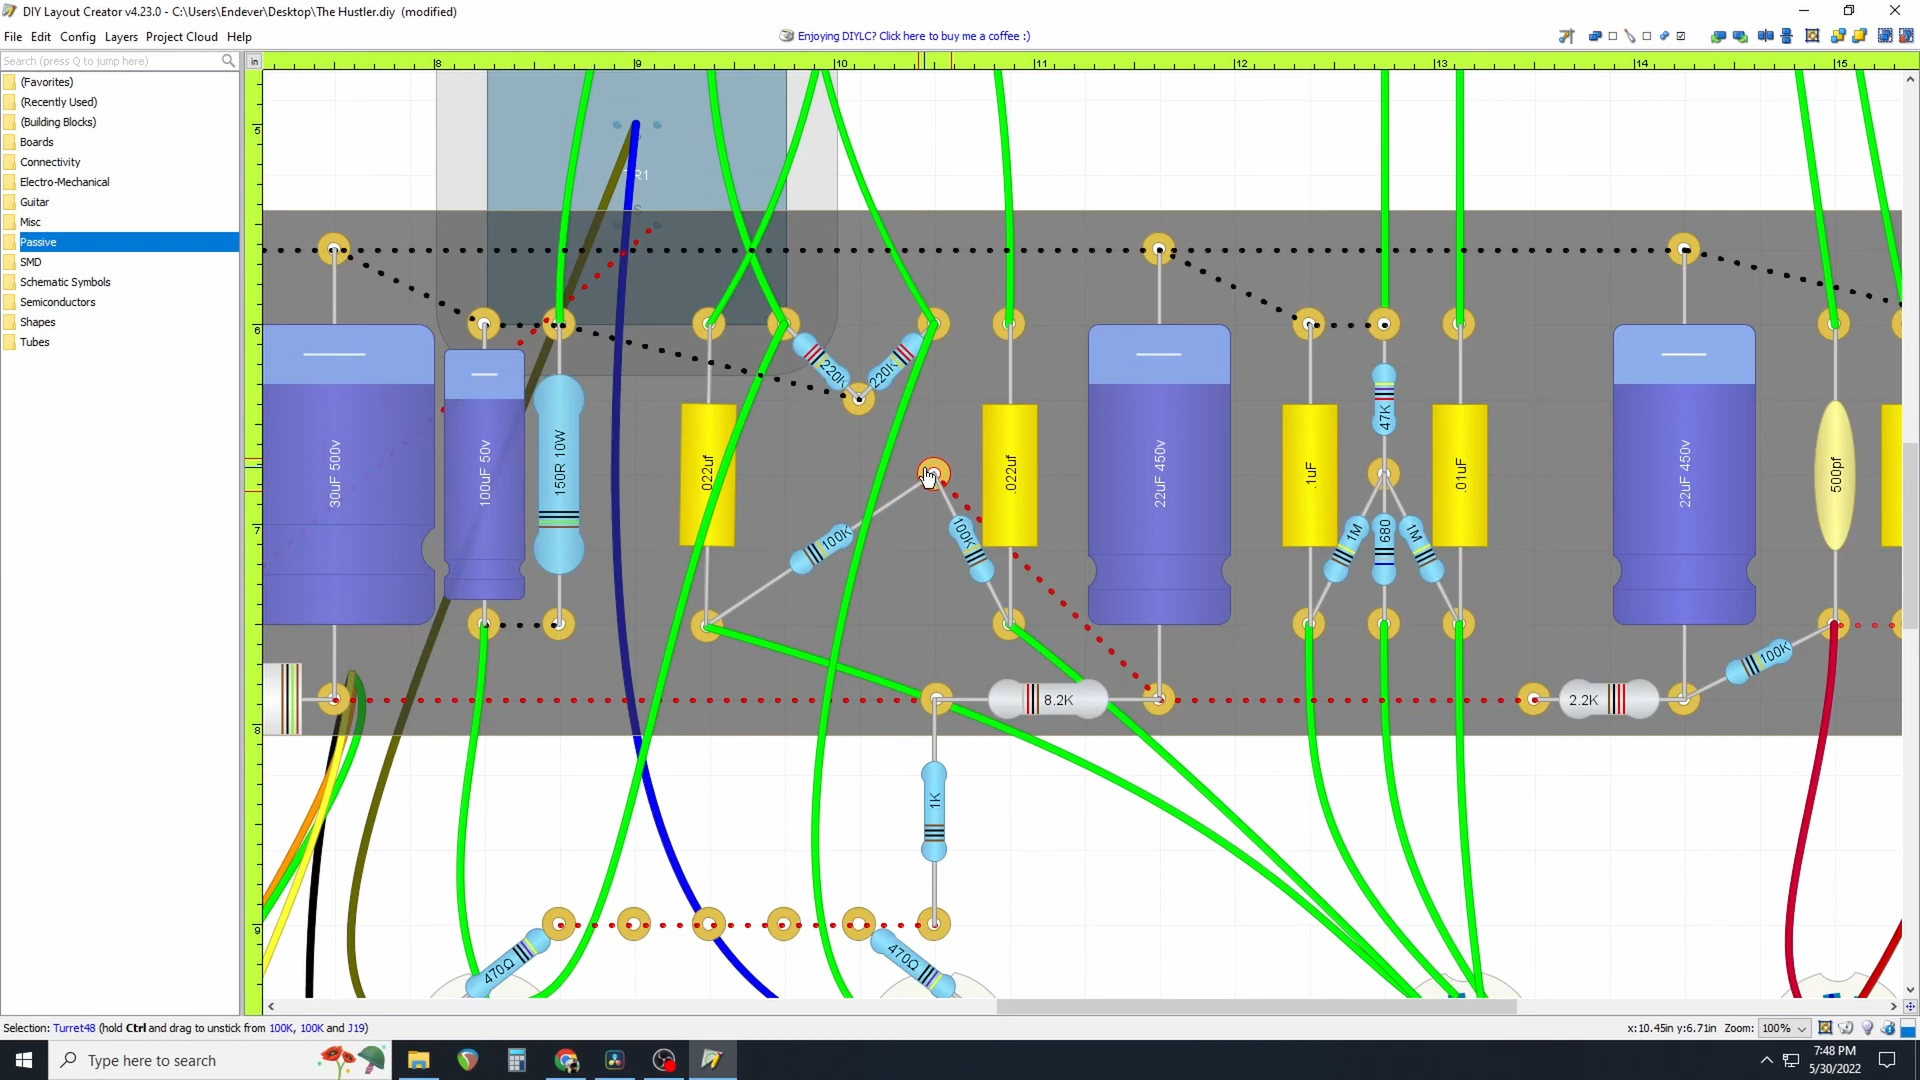 DIY Layout Creator v4.23.0 - C:\Users\Endever\Desktop\The Hustler.diy  (modified)
File Edit Config Layers Project Cloud Help
Enjoying DIYLC? Click here to buy me a coffee :)
Search (press Q to jump here)
in
8 9 10 11 12 13 14 15
(Favorites)
(Recently Used)
(Building Blocks)
Boards
Connectivity
Electro-Mechanical
Guitar
Misc
Passive
SMD
Schematic Symbols
Semiconductors
Shapes
Tubes
5
6
7
8
9
220K
220K
30uF 500v
100uF 50v
150R 10W
022uf
.022uf
22uF 450v
.1uF
47K
.01uF
22uF 450v
500pf
100K
100K
1M
680
1M
100K
8.2K
2.2K
1K
470Ω
470Ω
Selection: Turret48 (hold Ctrl and drag to unstick from 100K, 100K and J19)
x:10.45in y:6.71in Zoom: 100%
Type here to search
7:48 PM
5/30/2022